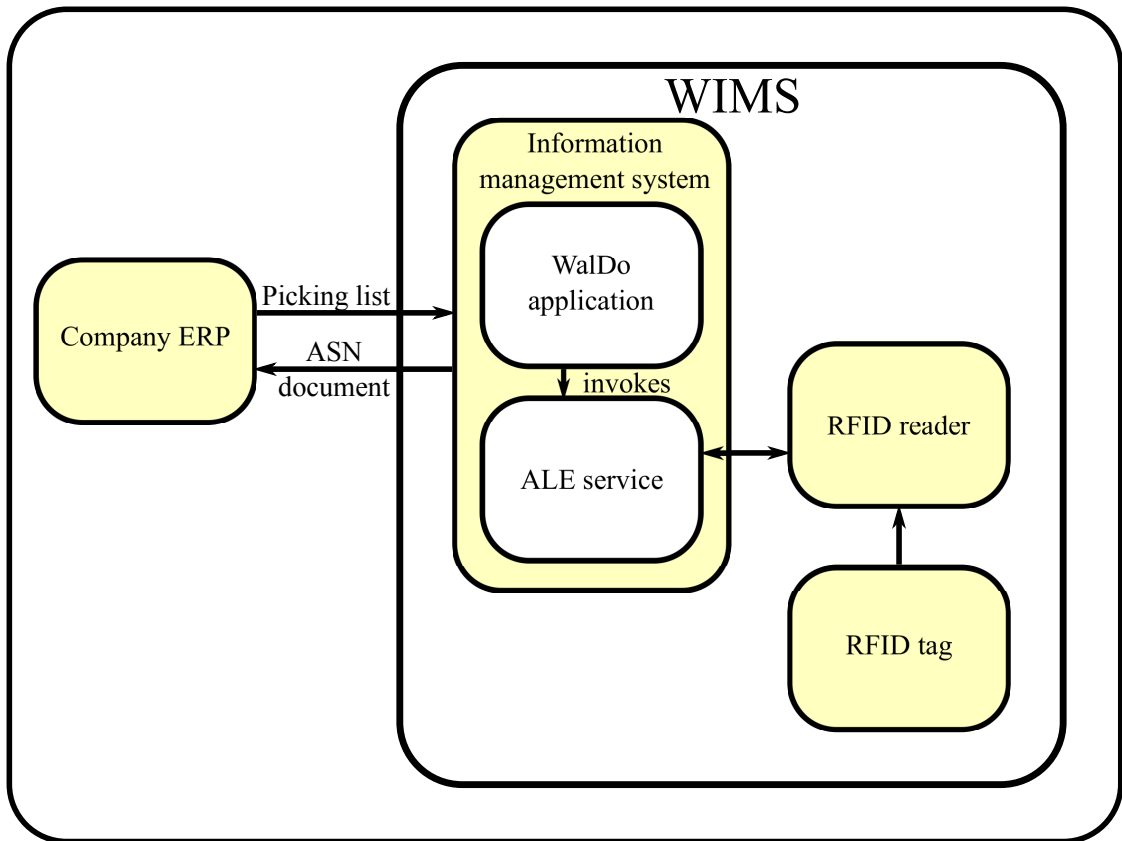 WIMS
Information
management system
WalDo
application
Picking list
Company ERP
ASN
document
invokes
RFID reader
ALE service
RFID tag